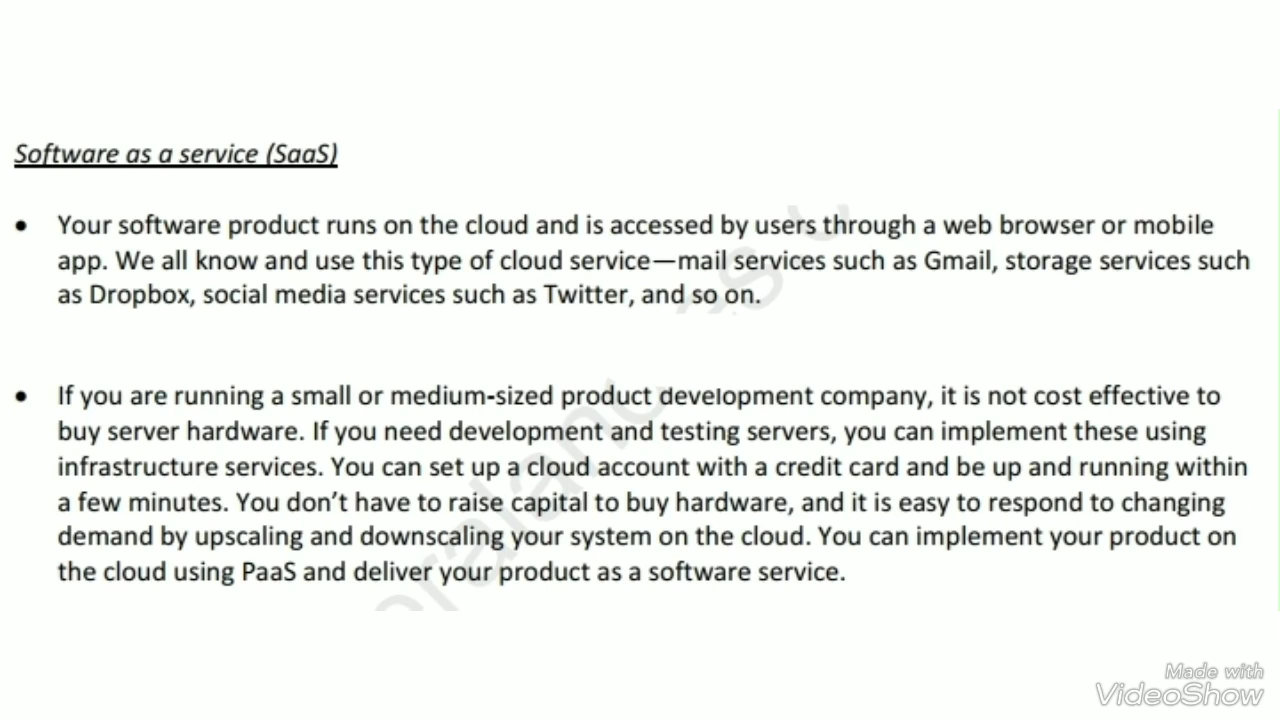 Software as a service (SaaS)
• Your software product runs on the cloud and is accessed by users through a web browser or mobile
app. We all know and use this type of cloud service—mail services such as Gmail, storage services such
as Dropbox, social media services such as Twitter, and so on.
• If you are running a small or medium-sized product development company, it is not cost effective to
buy server hardware. If you need development and testing servers, you can implement these using
infrastructure services. You can set up a cloud account with a credit card and be up and running within
a few minutes. You don’t have to raise capital to buy hardware, and it is easy to respond to changing
demand by upscaling and downscaling your system on the cloud. You can implement your product on
the cloud using PaaS and deliver your product as a software service.
Made with
VideoShow